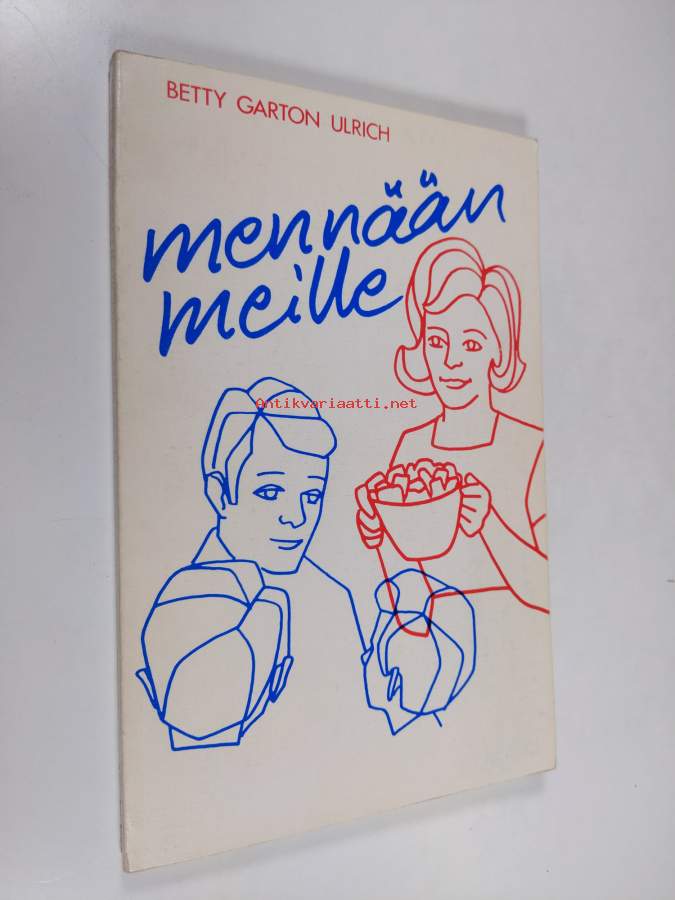 BETTY GARTON ULRICH
mennään
meille
Antikvariaatti.net